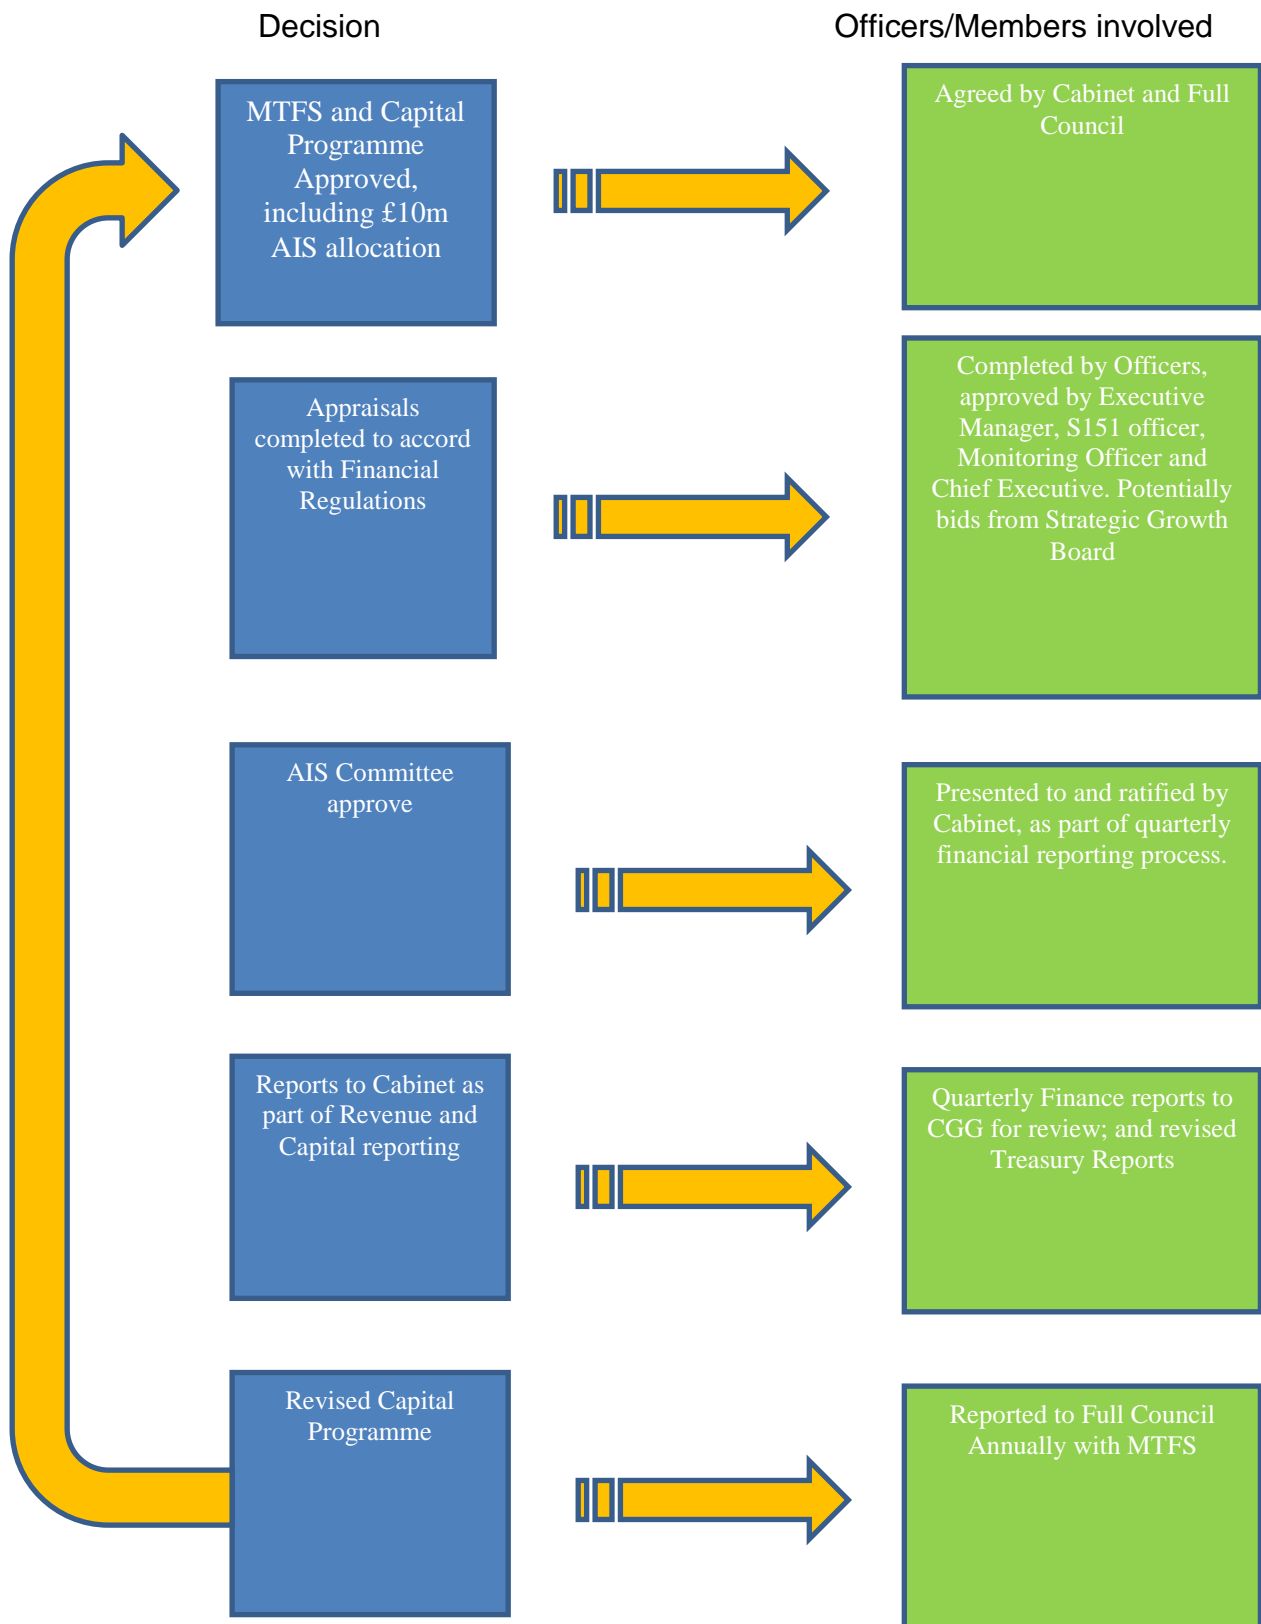 Decision
Officers/Members involved
MTFS and Capital
Programme
Approved,
including £10m
AIS allocation
Agreed by Cabinet and Full
Council
Appraisals
completed to accord
with Financial
Regulations
Completed by Officers,
approved by Executive
Manager, S151 officer,
Monitoring Officer and
Chief Executive. Potentially
bids from Strategic Growth
Board
AIS Committee
approve
Presented to and ratified by
Cabinet, as part of quarterly
financial reporting process.
Reports to Cabinet as
part of Revenue and
Capital reporting
Quarterly Finance reports to
CGG for review; and revised
Treasury Reports
Revised Capital
Programme
Reported to Full Council
Annually with MTFS